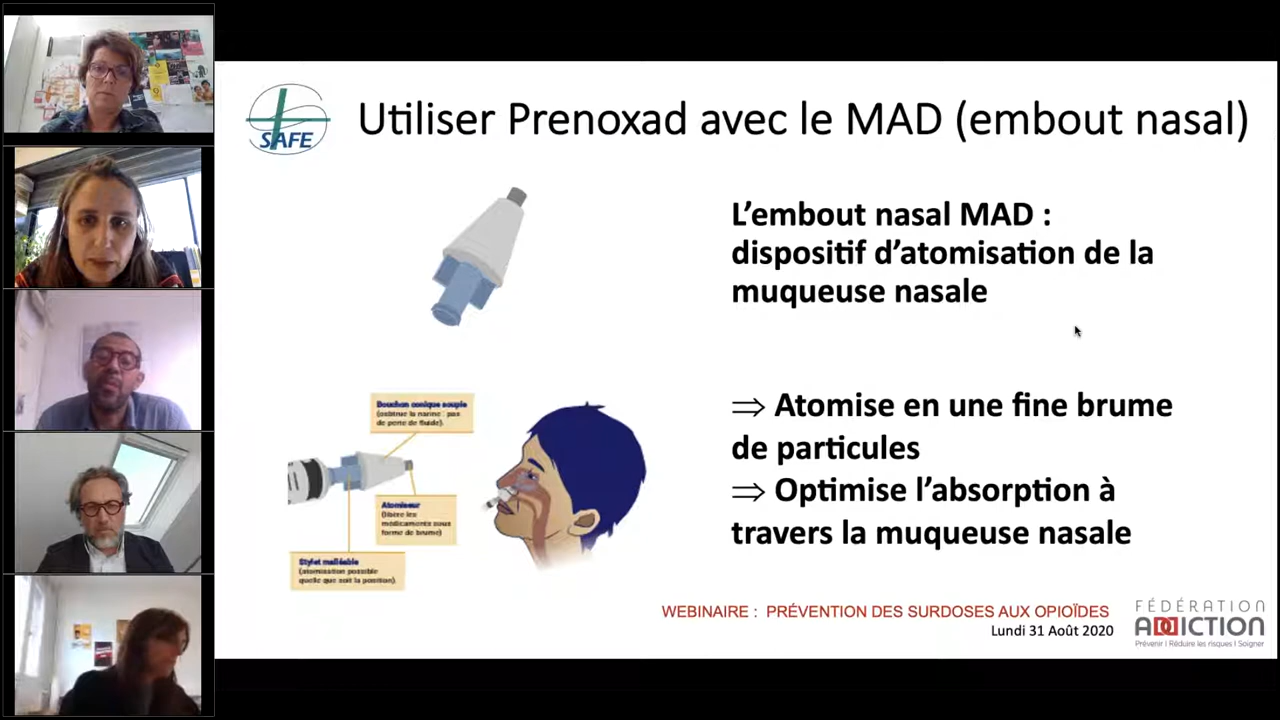 SAFE
Utiliser Prenoxad avec le MAD (embout nasal)
L'embout nasal MAD :
dispositif d'atomisation de la
muqueuse nasale
⇒ Atomise en une fine brume
de particules
⇒ Optimise l'absorption à
travers la muqueuse nasale
Bouchon conique souple
(obstrue la narine : pas
de perte de fluide).
Atomiseur
(libère les
médicaments sous
forme de brume)
Stylet malléable
(atomisation possible
quelle que soit la position).
WEBINAIRE : PRÉVENTION DES SURDOSES AUX OPIOÏDES
Lundi 31 Août 2020
FÉDÉRATION
ADDICTION
Prévenir I Réduire les risques I Soigner